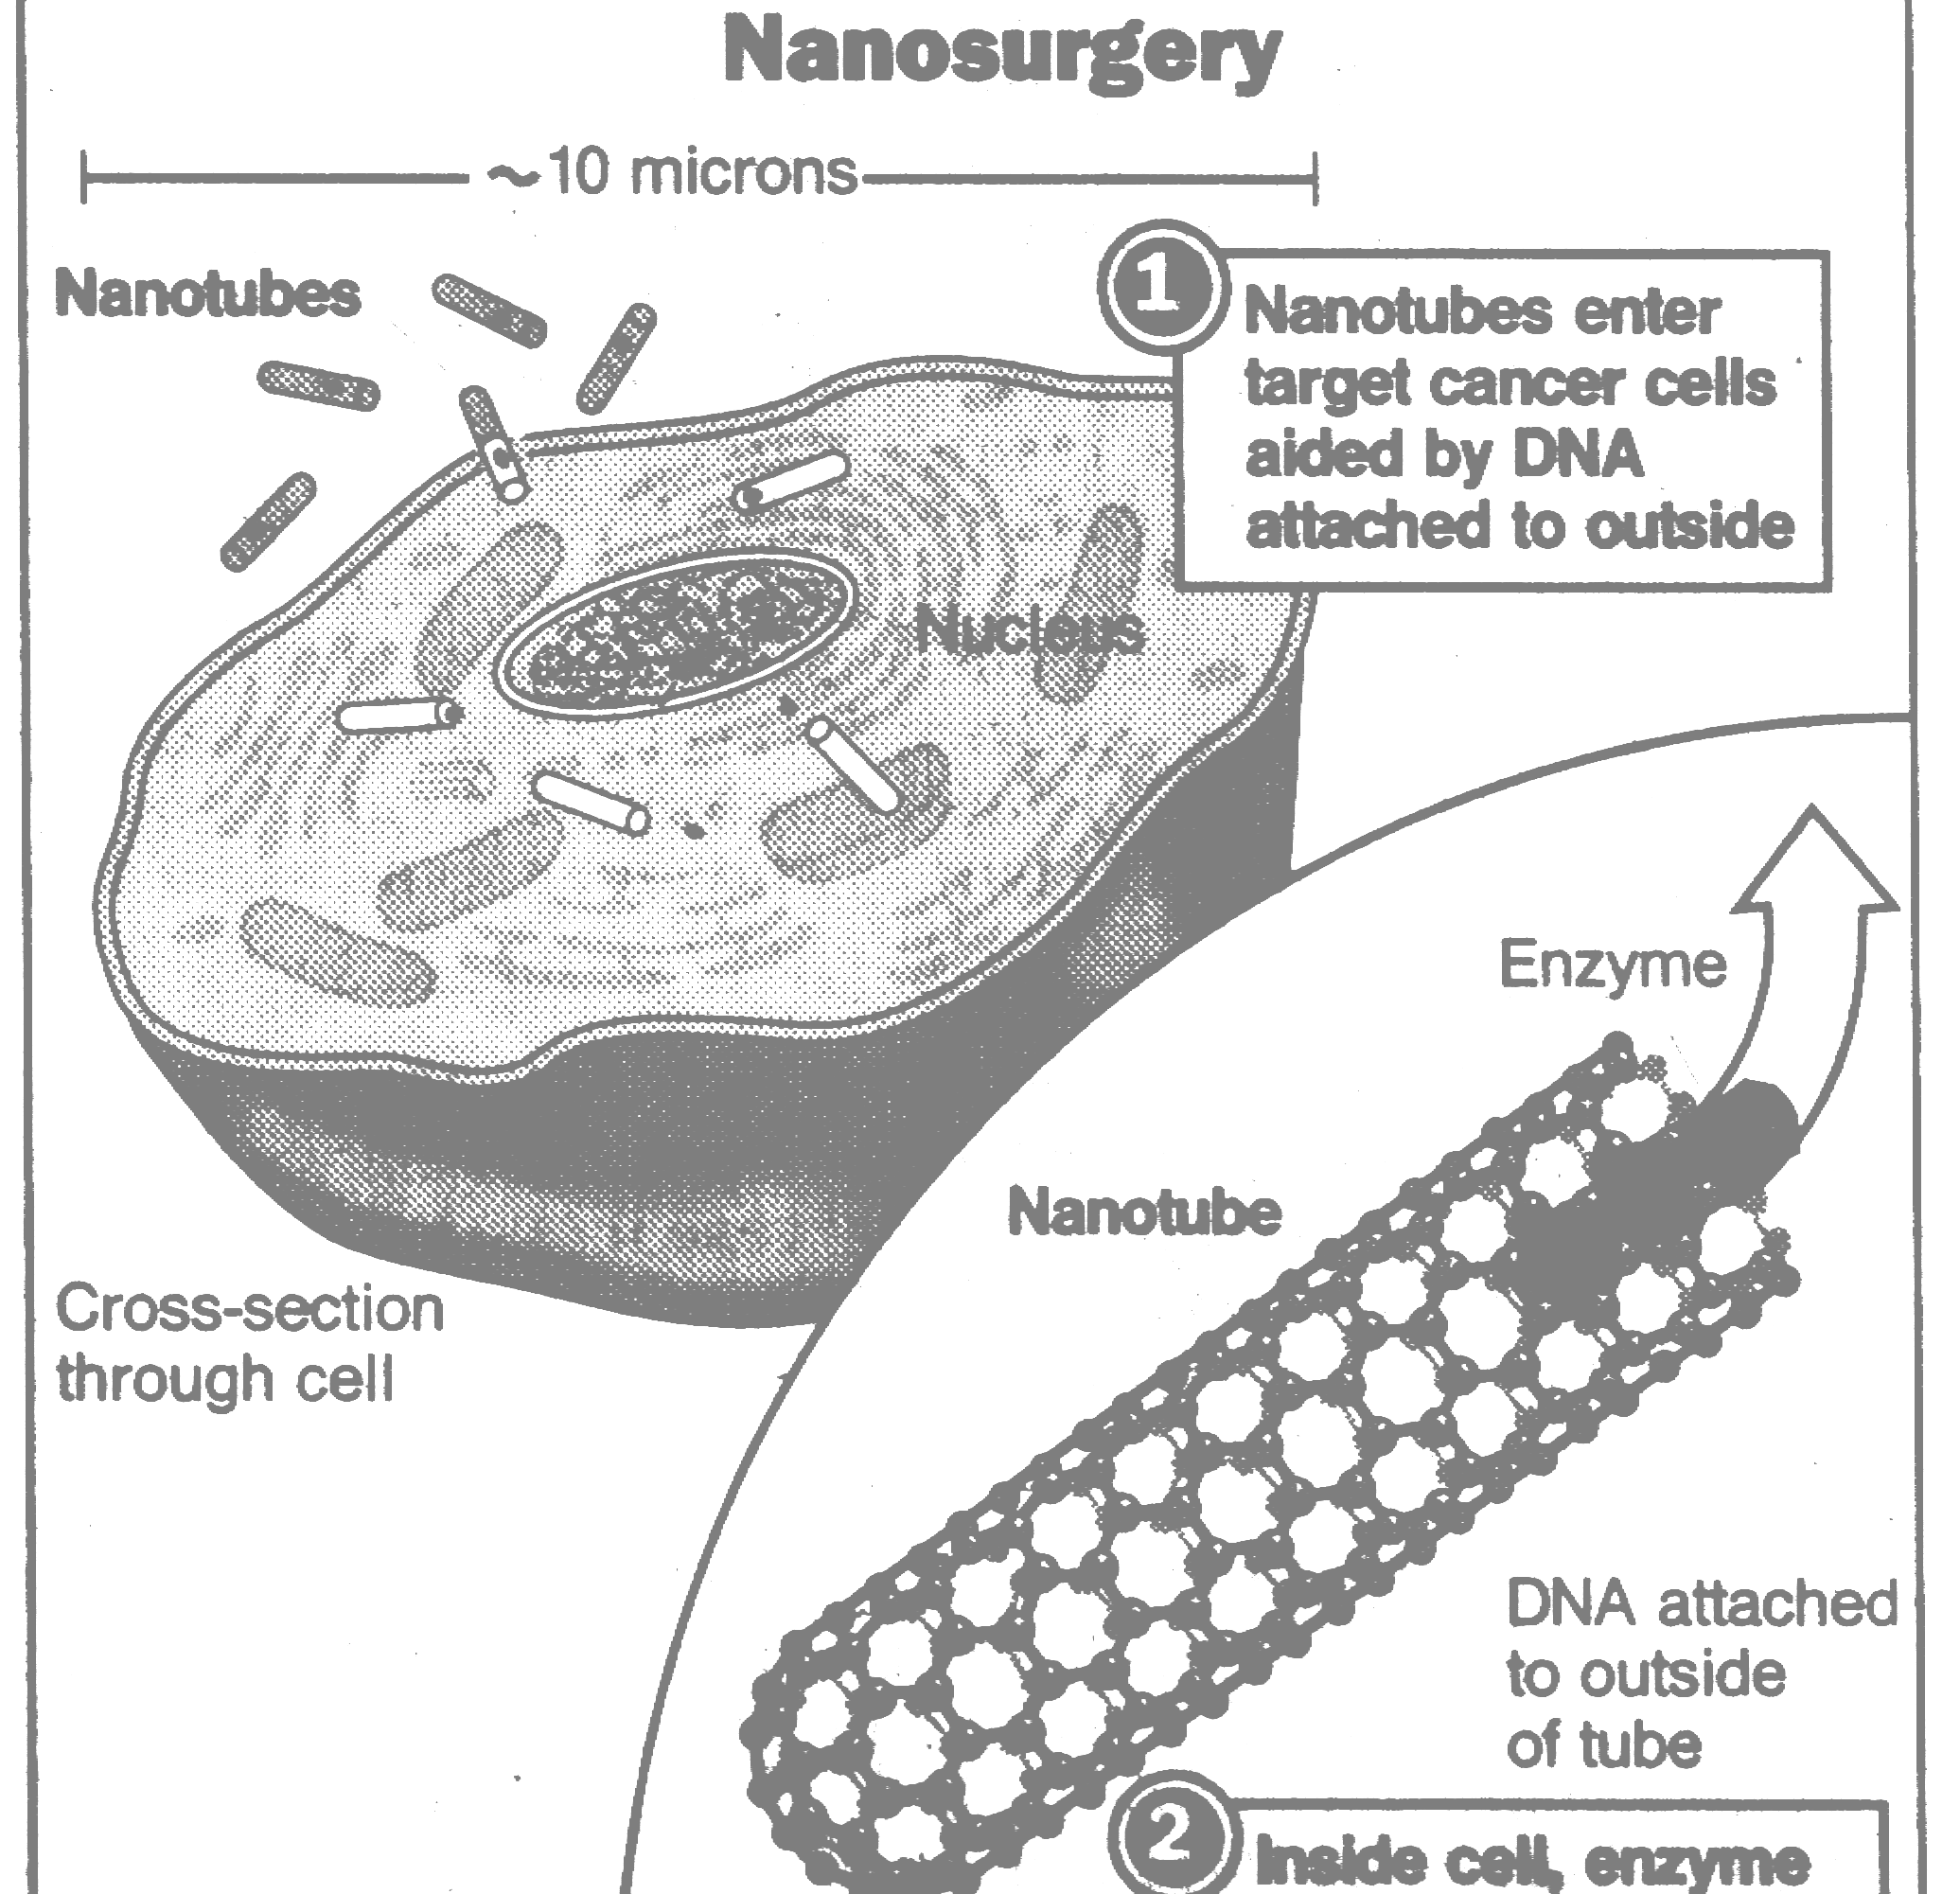 Nanosurgery
~10 microns
Nanotubes
1
Nanotubes enter
target cancer cells
aided by DNA
attached to outside
Nucleus
Enzyme
Nanotube
Cross-section
through cell
DNA attached
to outside
of tube
2
Inside cell, enzyme